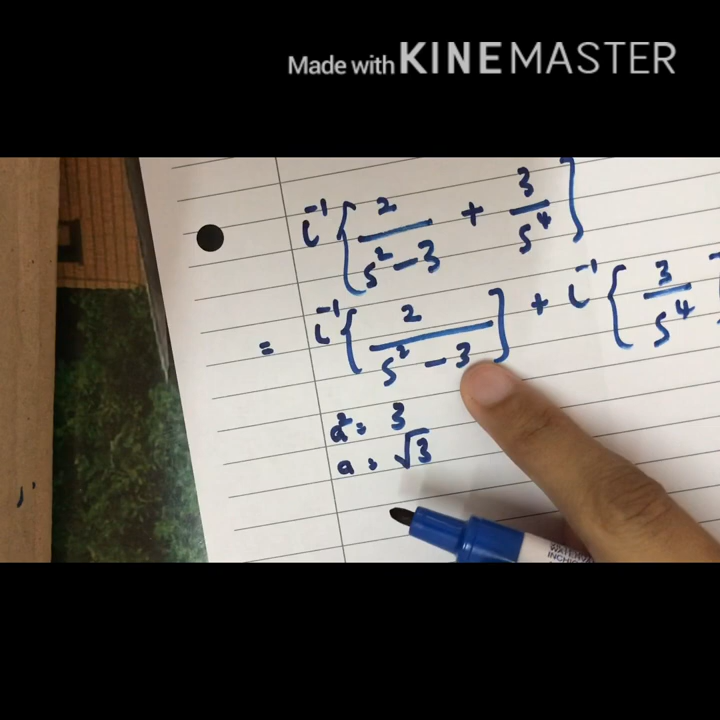 Made with KINEMASTER
L⁻¹{2/(s² − 3) + 3/s⁴}
= L⁻¹{2/(s² − 3)} + L⁻¹{3/s⁴}
a² = 3
a = √3